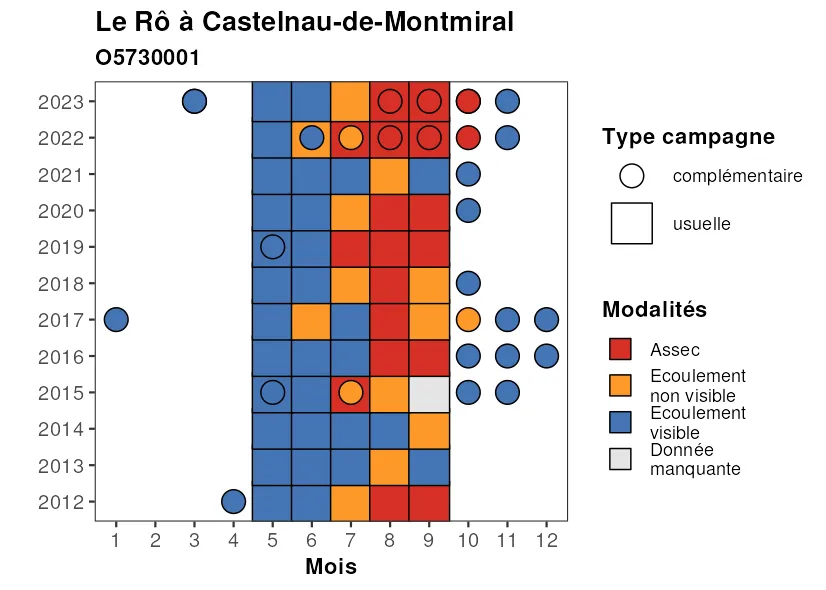 Le Rô à Castelnau-de-Montmiral
O5730001
2023
2022
2021
2020
2019
2018
2017
2016
2015
2014
2013
2012
1 2 3 4 5 6 7 8 9 10 11 12
Mois
Type campagne
complémentaire
usuelle
Modalités
Assec
Ecoulement
non visible
Ecoulement
visible
Donnée
manquante